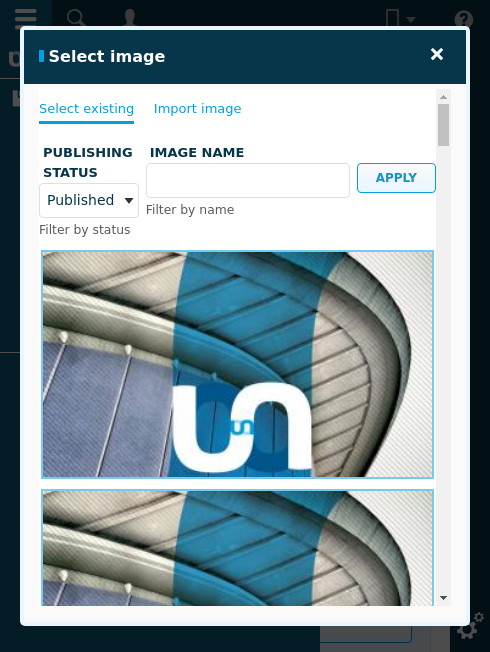 Select image
Select existing Import image
PUBLISHING STATUS
IMAGE NAME
Published
APPLY
Filter by name
Filter by status